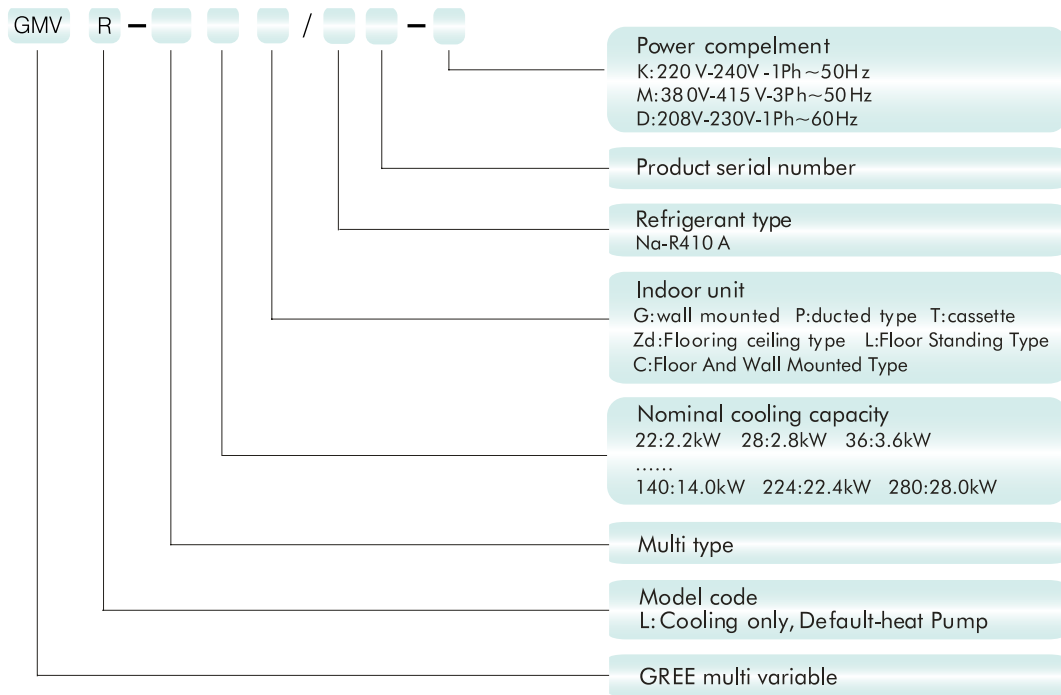 GMV R - / -
Power compelment
K:220 V-240V -1Ph~50Hz
M:380V-415 V-3Ph~50Hz
D:208V-230V-1Ph~60Hz
Product serial number
Refrigerant type
Na-R410 A
Indoor unit
G:wall mounted P:ducted type T:cassette
Zd:Flooring ceiling type L:Floor Standing Type
C:Floor And Wall Mounted Type
Nominal cooling capacity
22:2.2kW 28:2.8kW 36:3.6kW
......
140:14.0kW 224:22.4kW 280:28.0kW
Multi type
Model code
L: Cooling only, Default-heat Pump
GREE multi variable